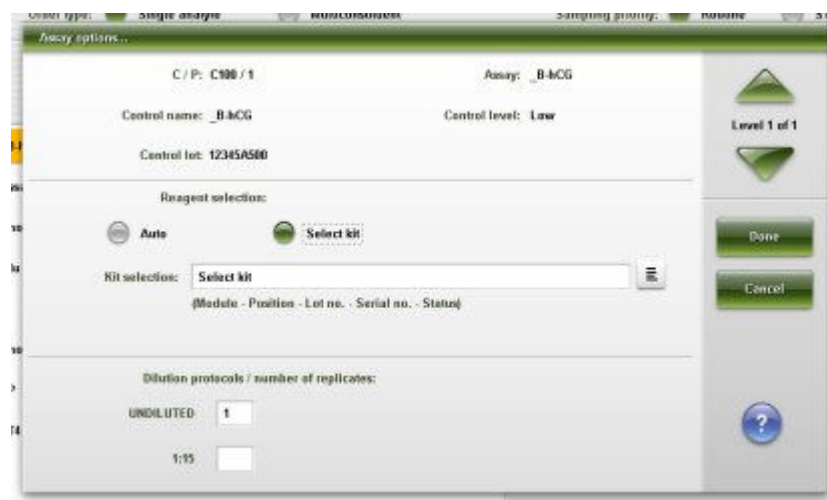 Order type: Single analyte Multiconstituent Sampling priority: Routine
Assay options...
C / P: C100 / 1 Assay: _B-hCG
Control name: _B-hCG Control level: Low
Level 1 of 1
Control lot: 12345A500
Reagent selection:
Auto Select kit
Done
Kit selection: Select kit
(Module - Position - Lot no. - Serial no. - Status)
Cancel
Dilution protocols / number of replicates:
UNDILUTED 1
?
1:15